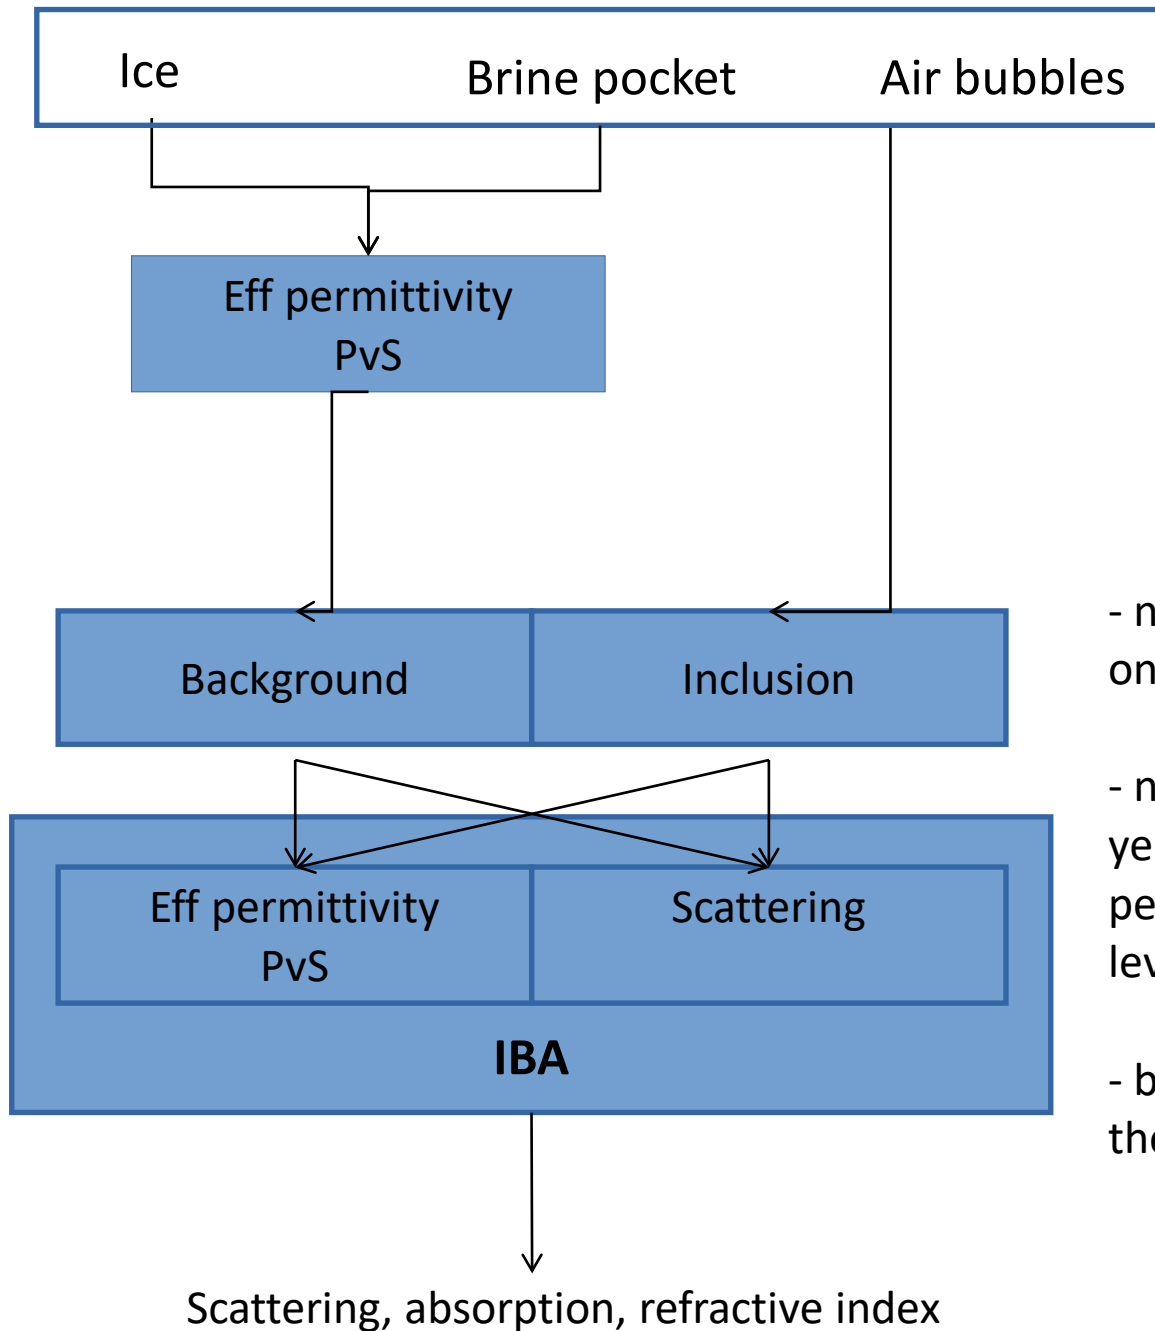 Ice
Brine pocket
Air bubbles
Eff permittivity
PvS
Background
Inclusion
Eff permittivity
PvS
Scattering
IBA
Scattering, absorption, refractive index
-
on
-
-